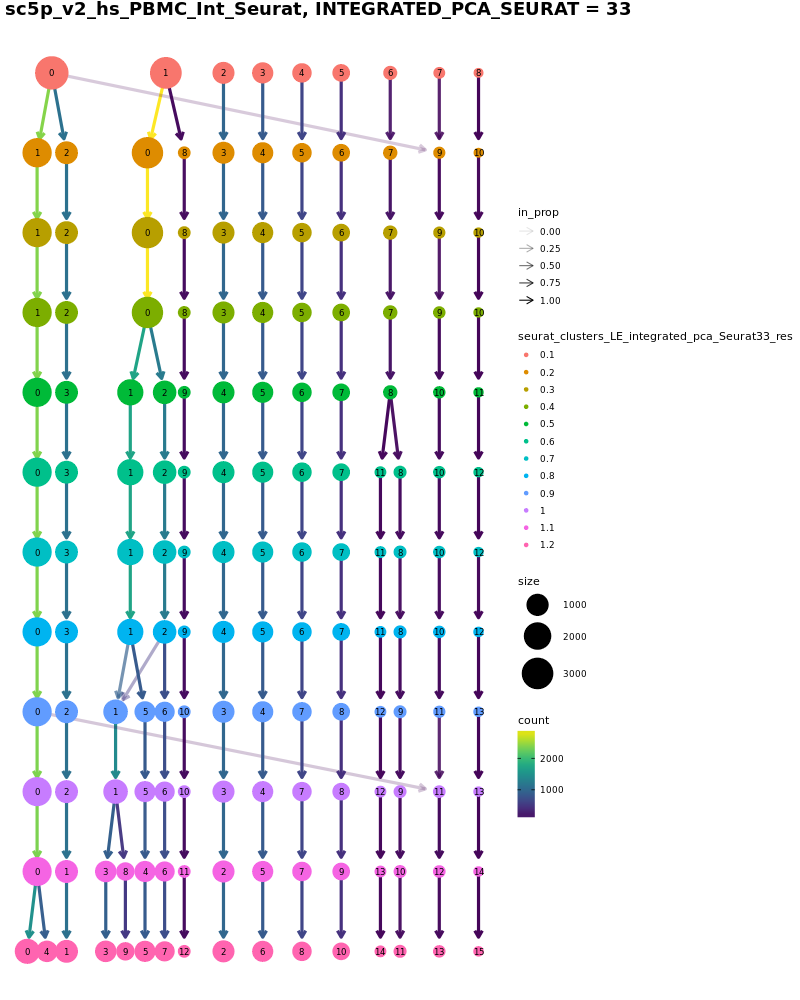 sc5p_v2_hs_PBMC_Int_Seurat, INTEGRATED_PCA_SEURAT = 33
0 1 2 3 4 5 6 7 8
1 2 0 8 3 4 5 6 7 9 10
1 2 0 8 3 4 5 6 7 9 10
1 2 0 8 3 4 5 6 7 9 10
0 3 1 2 9 4 5 6 7 8 10 11
0 3 1 2 9 4 5 6 7 11 8 10 12
0 3 1 2 9 4 5 6 7 11 8 10 12
0 3 1 2 9 4 5 6 7 11 8 10 12
0 2 1 5 6 10 3 4 7 8 12 9 11 13
0 2 1 5 6 10 3 4 7 8 12 9 11 13
0 1 3 8 4 6 11 2 5 7 9 13 10 12 14
0 4 1 3 9 5 7 12 2 6 8 10 14 11 13 15
in_prop
0.00
0.25
0.50
0.75
1.00
seurat_clusters_LE_integrated_pca_Seurat33_res
0.1
0.2
0.3
0.4
0.5
0.6
0.7
0.8
0.9
1
1.1
1.2
size
1000
2000
3000
count
2000
1000